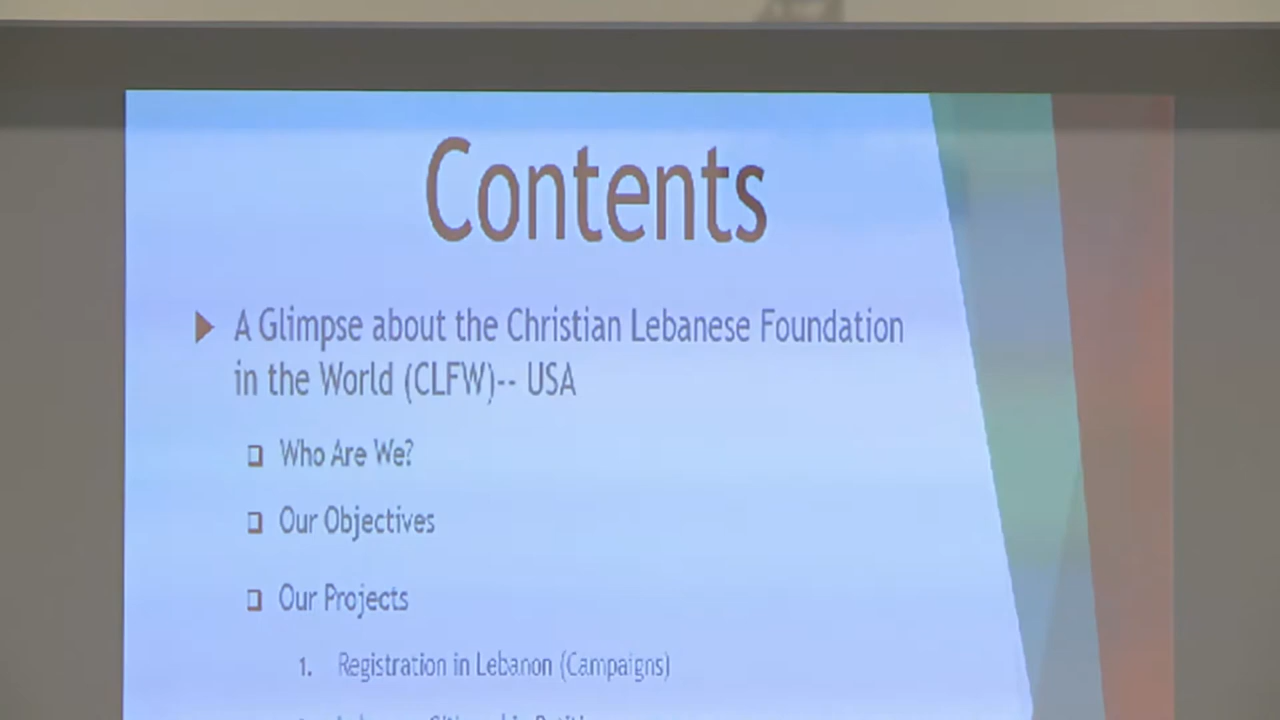 Contents
A Glimpse about the Christian Lebanese Foundation
in the World (CLFW)-- USA
Who Are We?
Our Objectives
Our Projects
1. Registration in Lebanon (Campaigns)